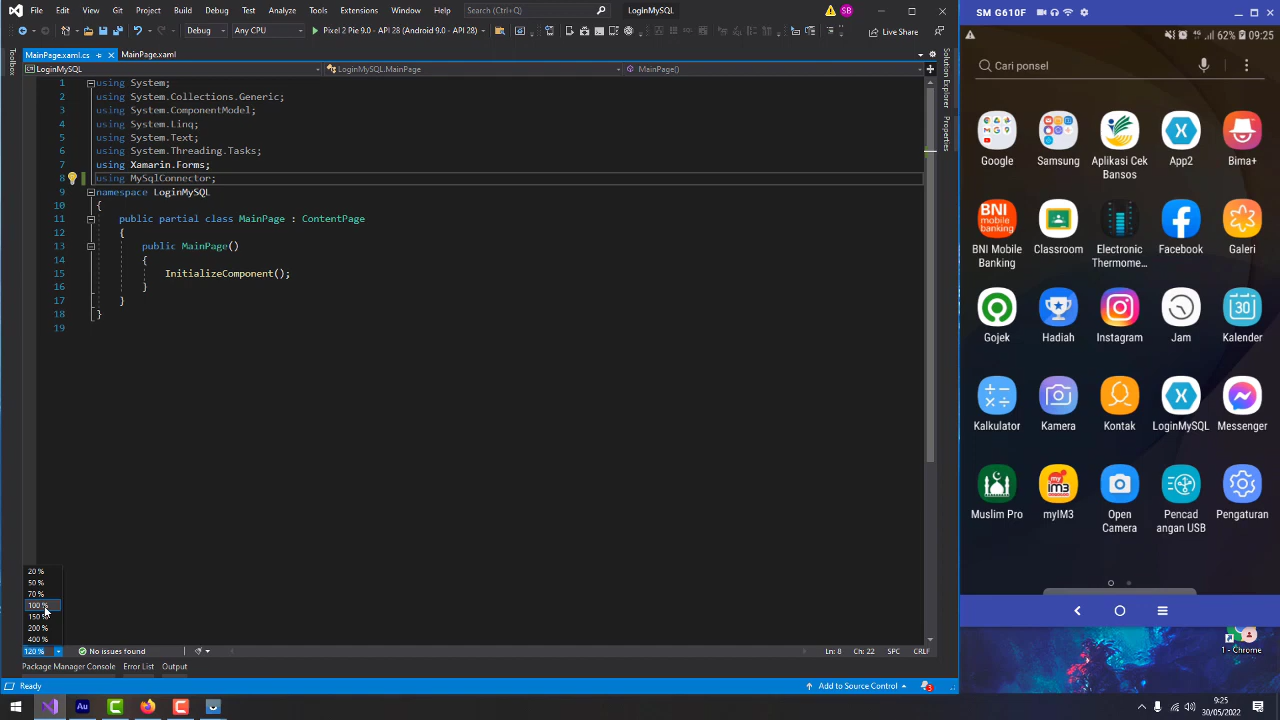 File
Edit
View
Git
Project
Build
Debug
Test
Analyze
Tools
Extensions
Window
Help
Search (Ctrl+Q)
LoginMySQL
SB
Debug
Any CPU
Pixel 2 Pie 9.0 - API 28 (Android 9.0 - API 28)
Live Share
Toolbox
MainPage.xaml.cs
MainPage.xaml
LoginMySQL
LoginMySQL.MainPage
MainPage()
Solution Explorer
Properties
1 using System;
2 using System.Collections.Generic;
3 using System.ComponentModel;
4 using System.Linq;
5 using System.Text;
6 using System.Threading.Tasks;
7 using Xamarin.Forms;
8 using MySqlConnector;
9 namespace LoginMySQL
10 {
11 public partial class MainPage : ContentPage
12 {
13 public MainPage()
14 {
15 InitializeComponent();
16 }
17 }
18 }
19
20 %
50 %
70 %
100 %
150 %
200 %
400 %
120 %
No issues found
Ln: 8
Ch: 22
SPC
CRLF
Package Manager Console
Error List
Output
Ready
Add to Source Control
3
SM G610F
62%
09:25
Cari ponsel
Google
Samsung
Aplikasi Cek
Bansos
App2
Bima+
BNI
mobile
banking
BNI Mobile
Banking
Classroom
Electronic
Thermome...
Facebook
Galeri
Gojek
Hadiah
Instagram
Jam
30
Kalender
Kalkulator
Kamera
Kontak
LoginMySQL
Messenger
Muslim Pro
my
IM3
myIM3
Open
Camera
Pencad
angan USB
Pengaturan
1 - Chrome
Au
9:25
30/05/2022